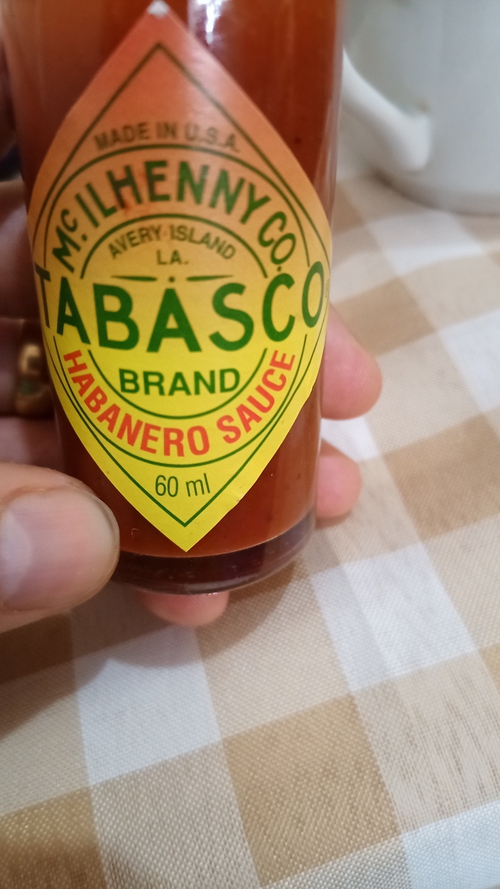 MADE IN U.S.A.
McILHENNY CO.
AVERY ISLAND
LA.
TABASCO
BRAND
HABANERO SAUCE
60 ml